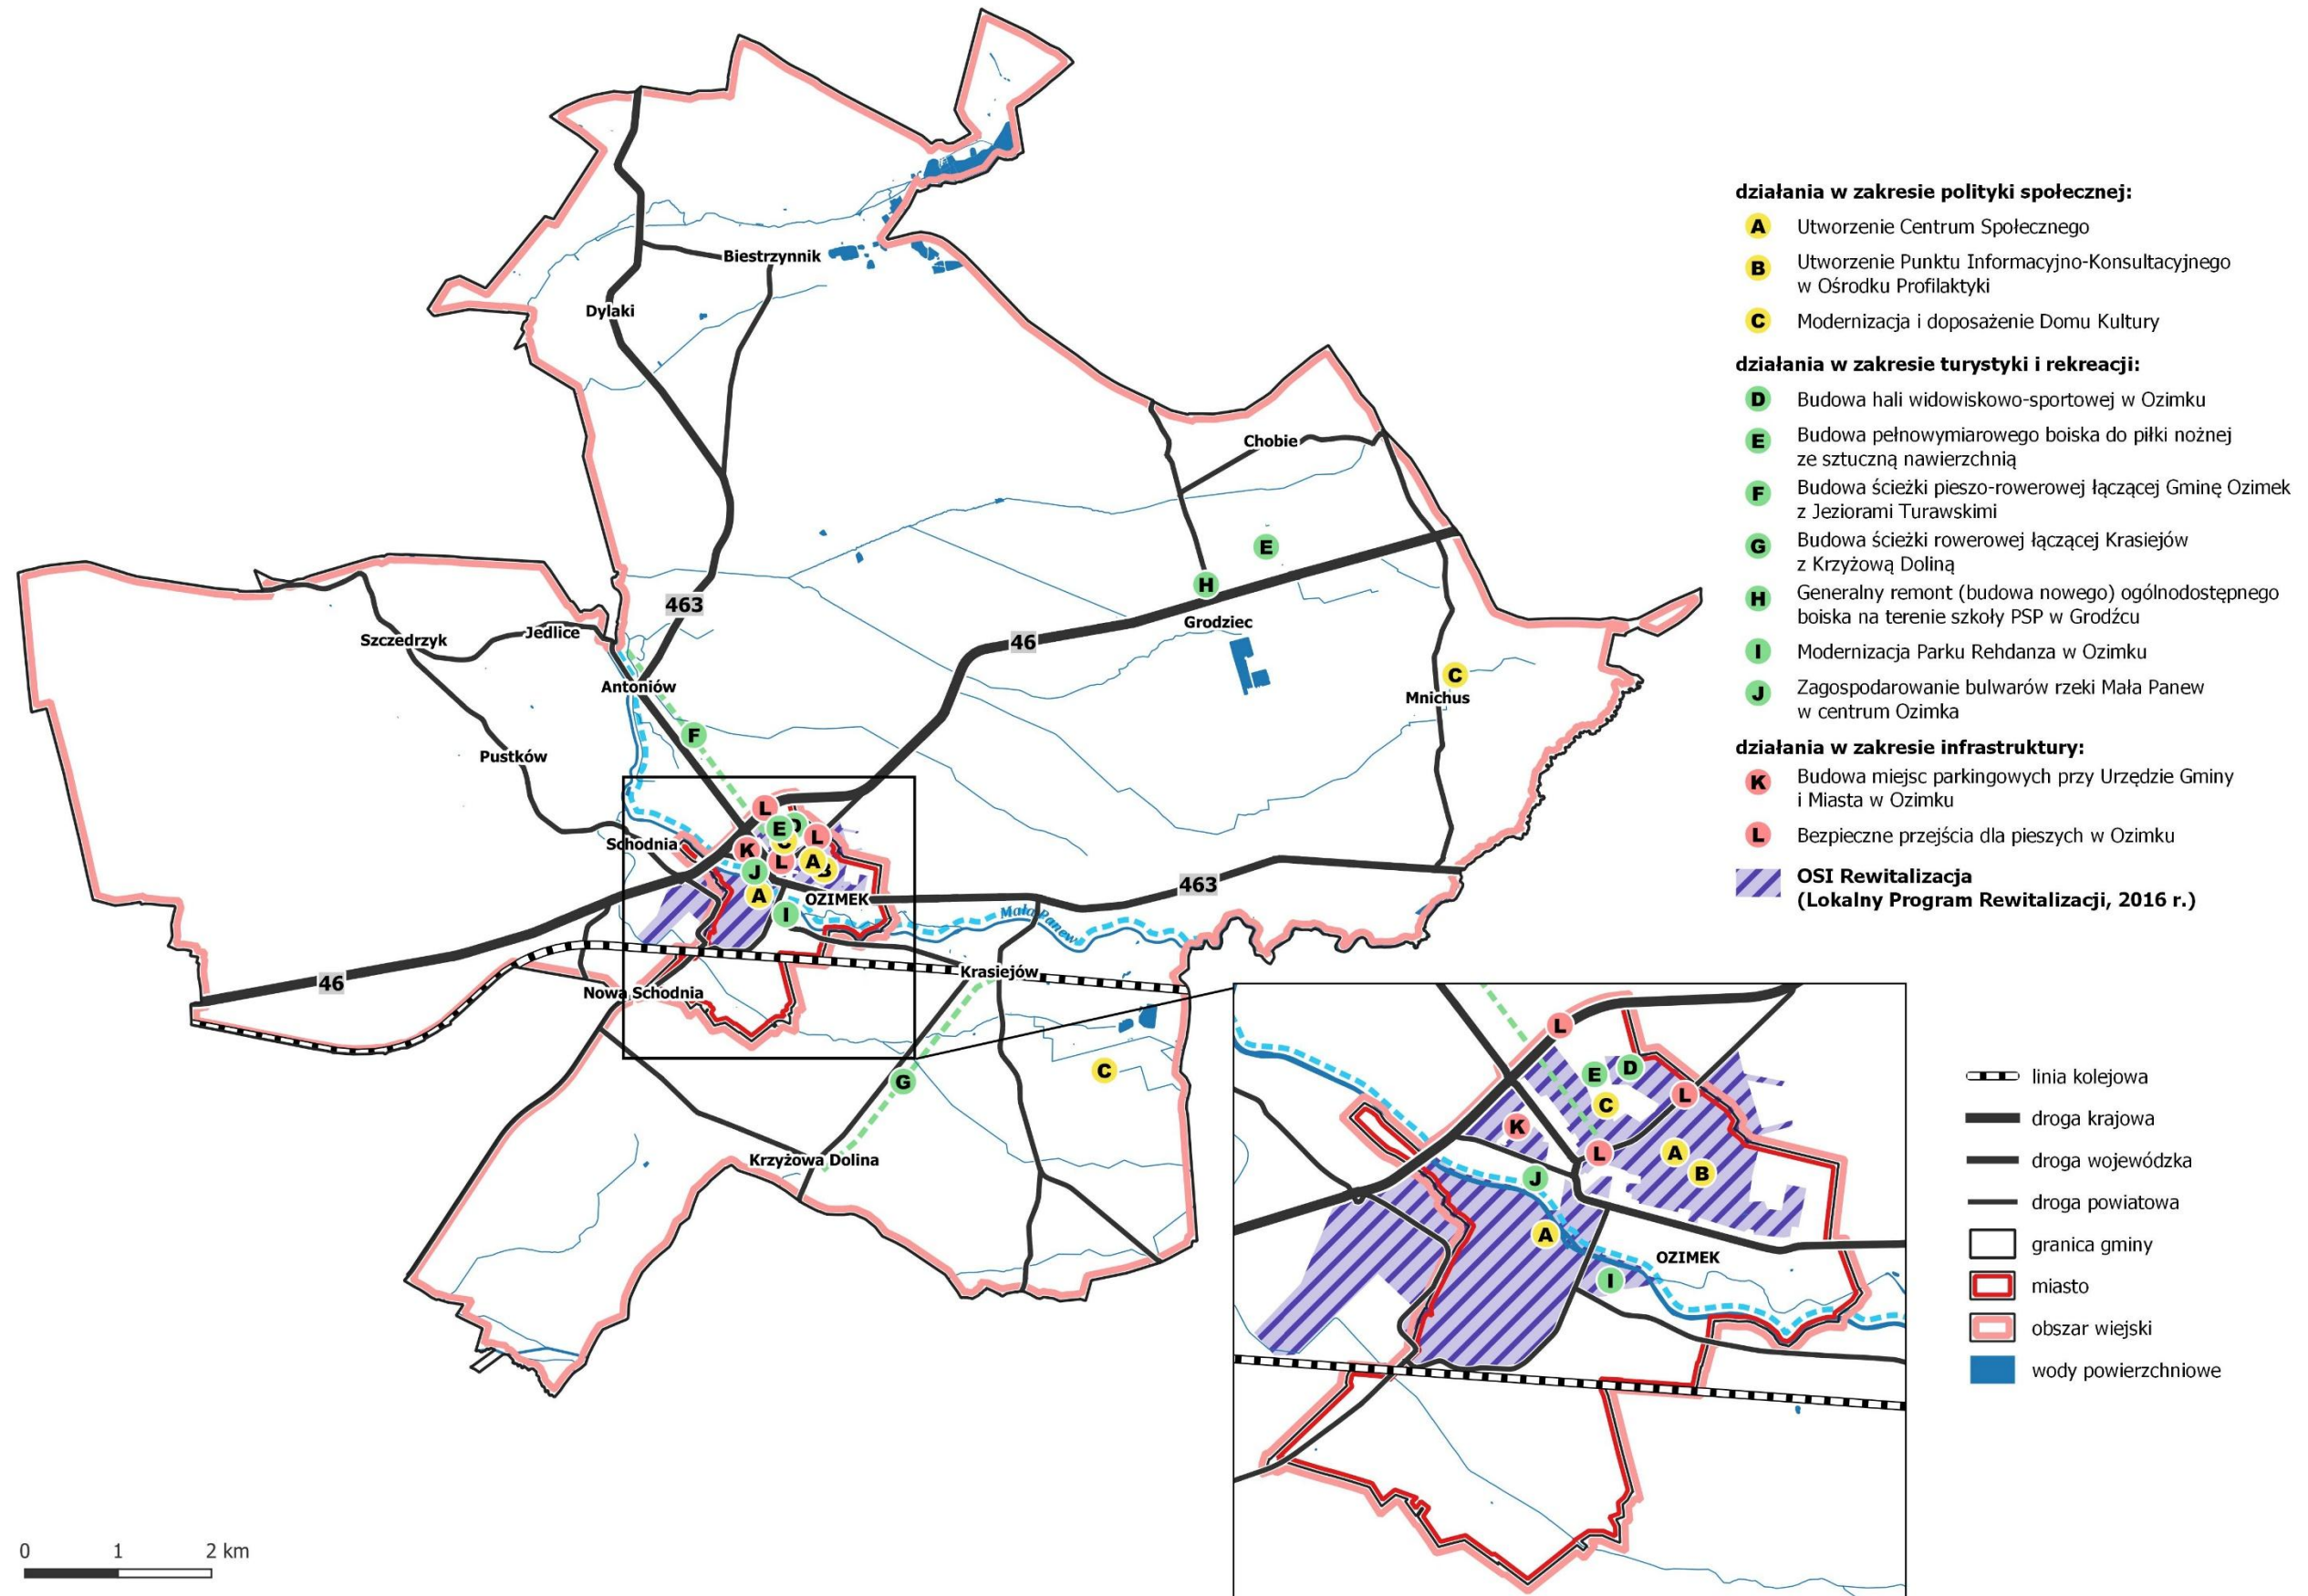 działania w zakresie polityki społecznej:
A Utworzenie Centrum Społecznego
B Utworzenie Punktu Informacyjno-Konsultacyjnego
w Ośrodku Profilaktyki
C Modernizacja i doposażenie Domu Kultury
działania w zakresie turystyki i rekreacji:
D Budowa hali widowiskowo-sportowej w Ozimku
E Budowa pełnowymiarowego boiska do piłki nożnej
ze sztuczną nawierzchnią
F Budowa ścieżki pieszo-rowerowej łączącej Gminę Ozimek
z Jeziorami Turawskimi
G Budowa ścieżki rowerowej łączącej Krasiejów
z Krzyżową Doliną
H Generalny remont (budowa nowego) ogólnodostępnego
boiska na terenie szkoły PSP w Grodźcu
I Modernizacja Parku Rehdanza w Ozimku
J Zagospodarowanie bulwarów rzeki Mała Panew
w centrum Ozimka
działania w zakresie infrastruktury:
K Budowa miejsc parkingowych przy Urzędzie Gminy
i Miasta w Ozimku
L Bezpieczne przejścia dla pieszych w Ozimku
OSI Rewitalizacja
(Lokalny Program Rewitalizacji, 2016 r.)
linia kolejowa
droga krajowa
droga wojewódzka
droga powiatowa
granica gminy
miasto
obszar wiejski
wody powierzchniowe
Biestrzynnik
Dylaki
Chobie
E
H
463
Grodziec
46
Szczedrzyk
Jedlice
Antoniów
C
Mnichus
F
Pustków
L
E
D
L
Schodnia
K
C
L
A
B
J
A
OZIMEK
463
I
Mała Panew
Krasiejów
46
Nowa Schodnia
C
G
Krzyżowa Dolina
L
E
D
C
L
K
L
A
B
J
A
OZIMEK
I
0 1 2 km